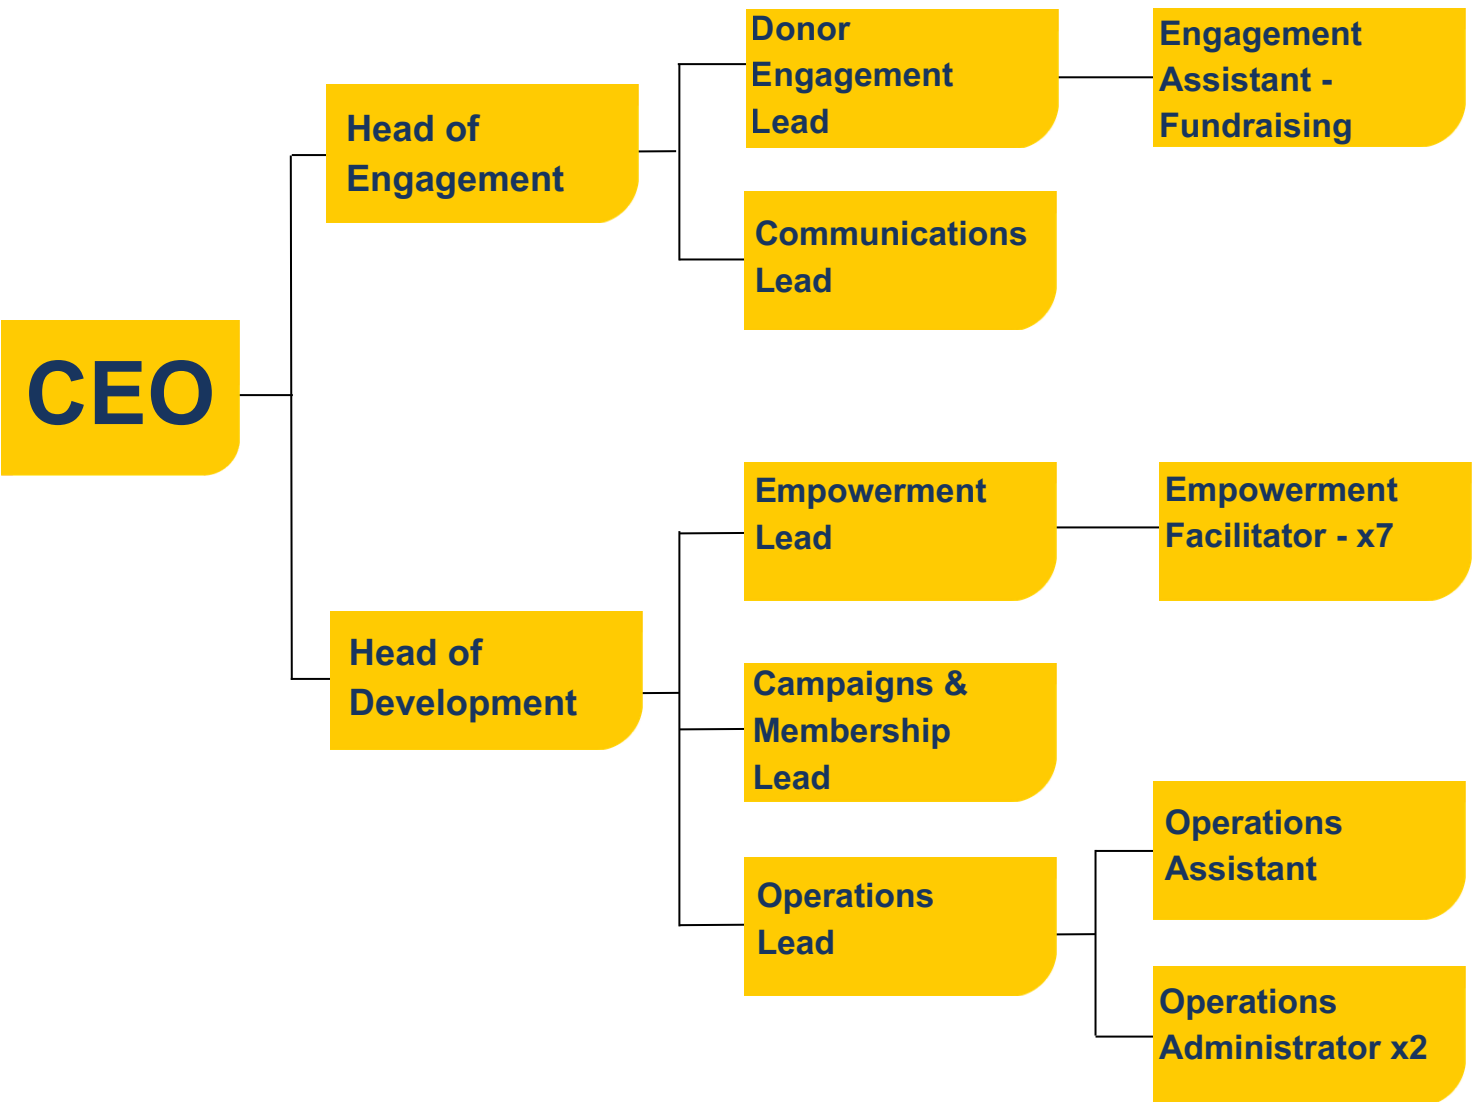 CEO
Head of
Engagement
Donor
Engagement
Lead
Engagement
Assistant -
Fundraising
Communications
Lead
Head of
Development
Empowerment
Lead
Empowerment
Facilitator - x7
Campaigns &
Membership
Lead
Operations
Lead
Operations
Assistant
Operations
Administrator x2